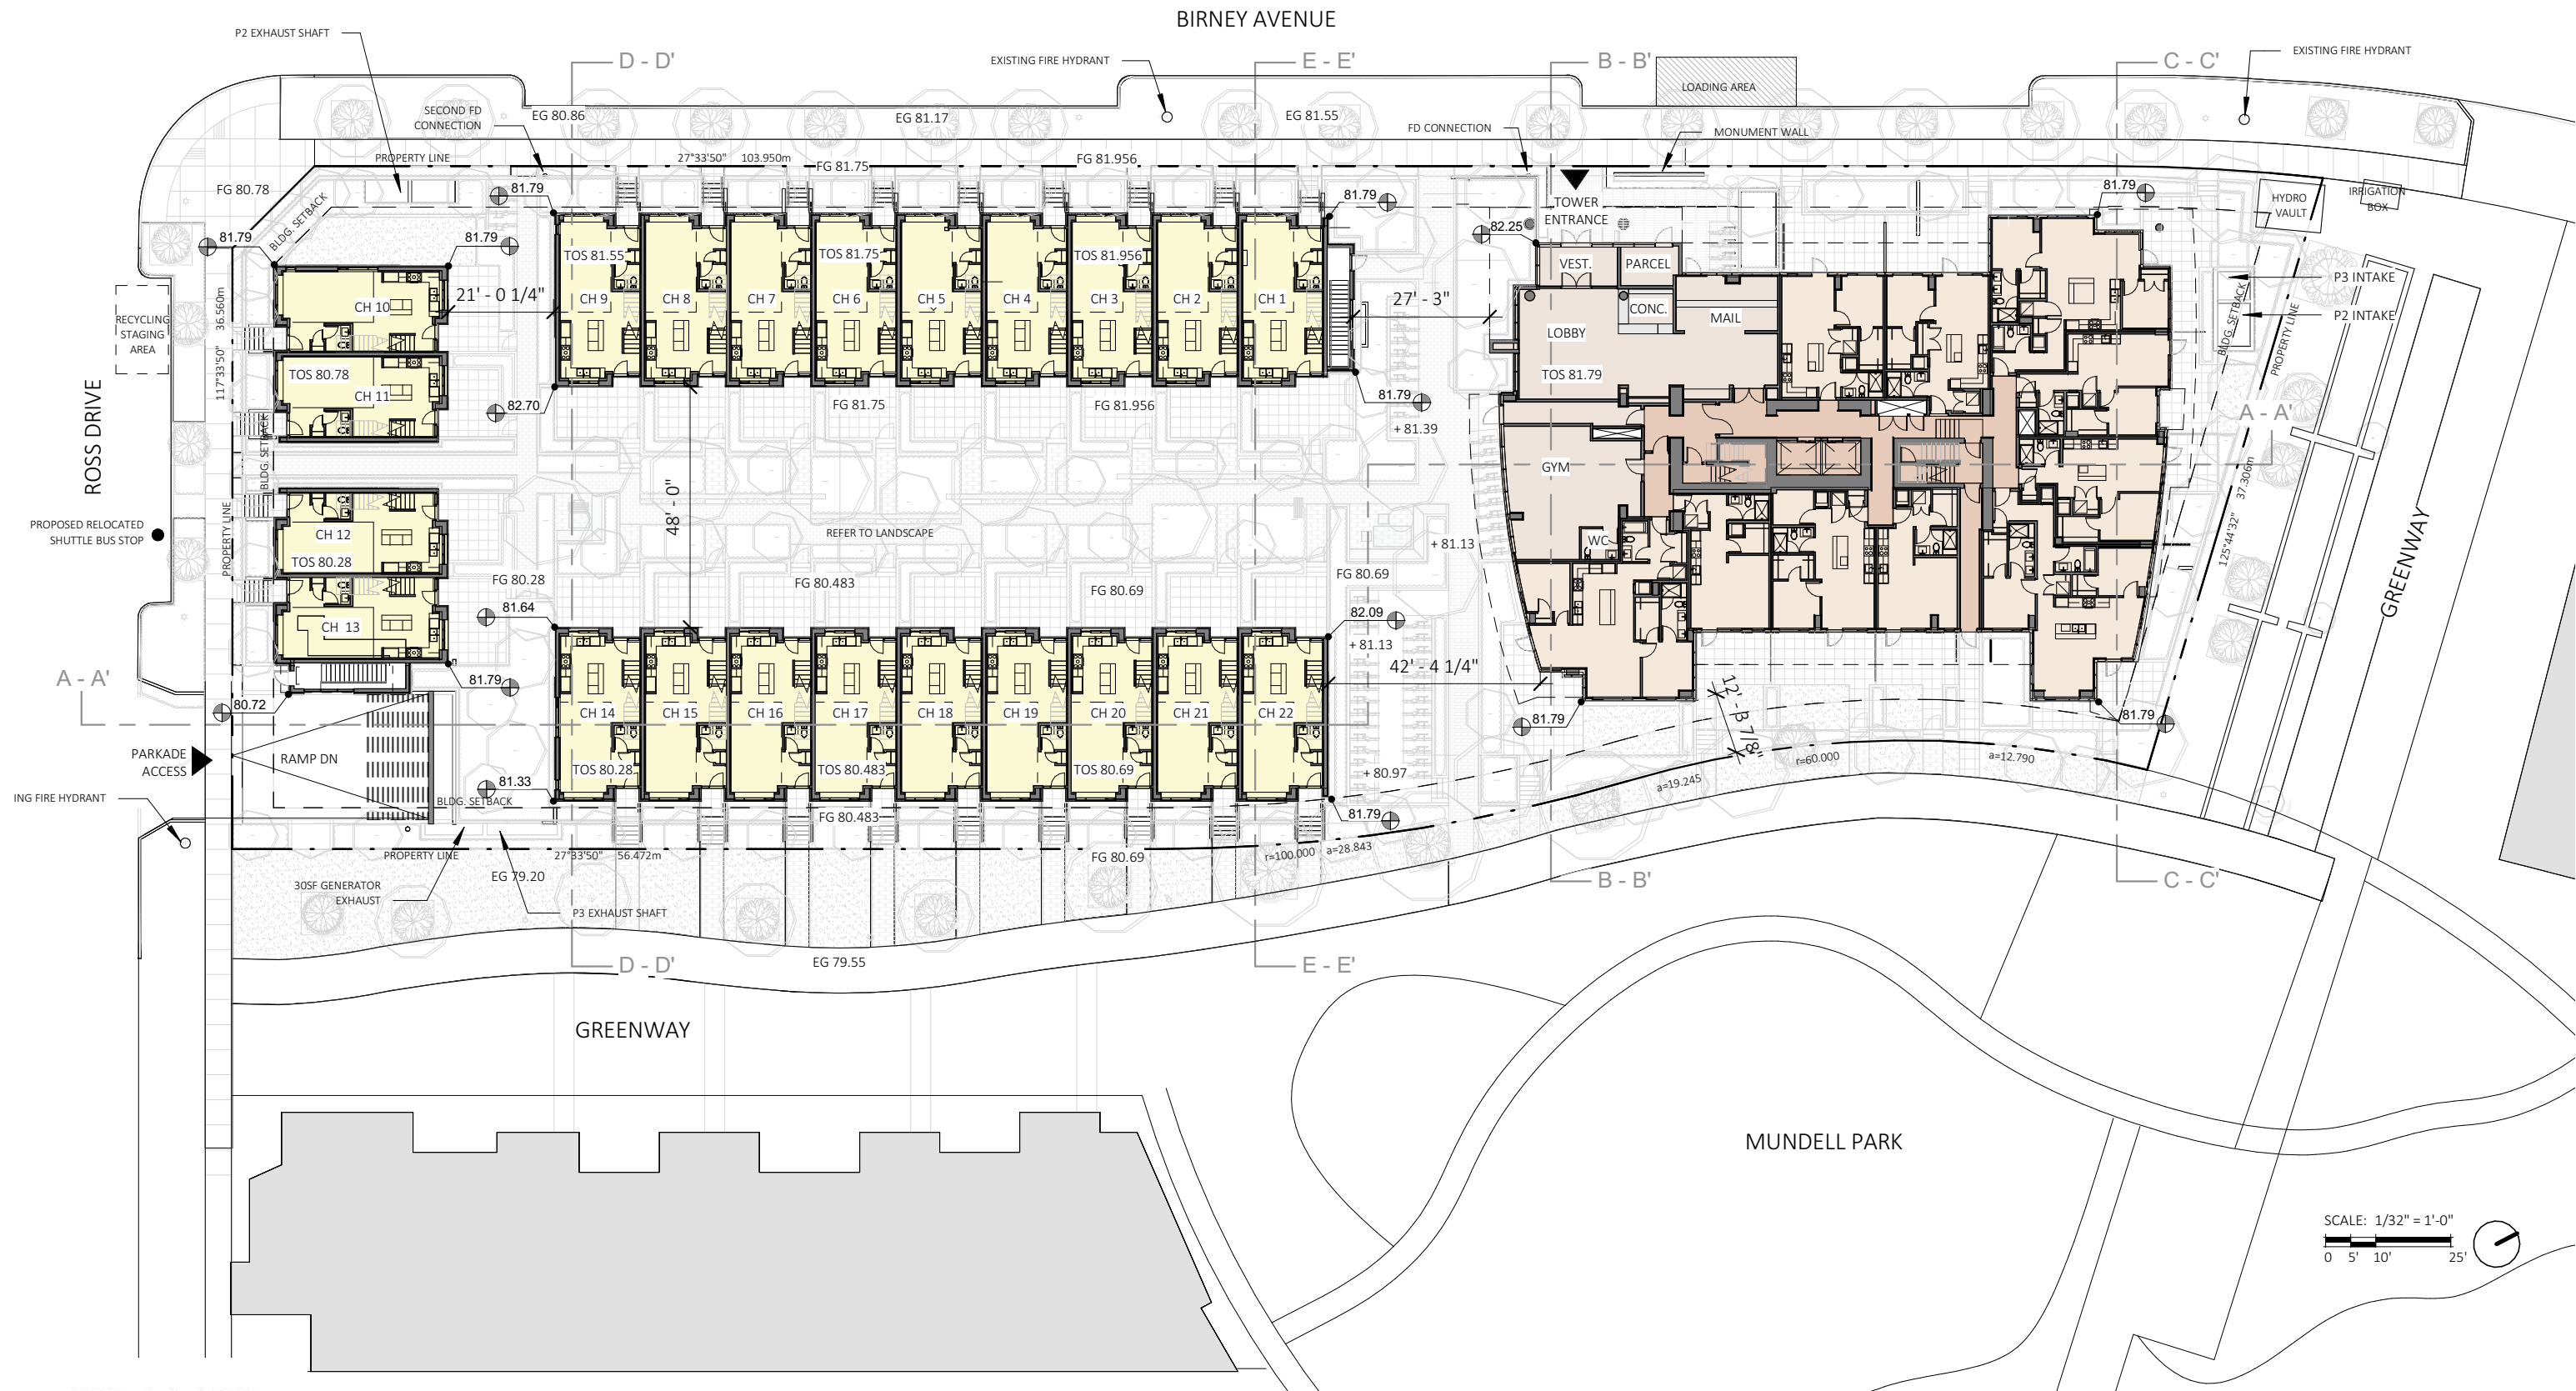 BIRNEY AVENUE
P2 EXHAUST SHAFT
D - D'
EXISTING FIRE HYDRANT
E - E'
B - B'
C - C'
EXISTING FIRE HYDRANT
LOADING AREA
SECOND FD
CONNECTION
EG 80.86
EG 81.17
EG 81.55
FD CONNECTION
MONUMENT WALL
PROPERTY LINE
27°33'50" 103.950m
FG 81.75
FG 81.956
FG 80.78
BLDG. SETBACK
81.79
81.79
81.79
HYDRO
VAULT
IRRIGATION
BOX
TOWER
ENTRANCE
82.25
81.79
81.79
TOS 81.55
TOS 81.75
TOS 81.956
VEST.
PARCEL
P3 INTAKE
P2 INTAKE
BLDG. SETBACK
PROPERTY LINE
CH 10
21' - 0 1/4"
CH 9
CH 8
CH 7
CH 6
CH 5
CH 4
CH 3
CH 2
CH 1
27' - 3"
CONC.
MAIL
LOBBY
TOS 81.79
RECYCLING
STAGING
AREA
36.560m
117°33'50"
TOS 80.78
CH 11
82.70
FG 81.75
FG 81.956
81.79
+ 81.39
A - A'
ROSS DRIVE
BLDG. SETBACK
GYM
48' - 0"
REFER TO LANDSCAPE
PROPOSED RELOCATED
SHUTTLE BUS STOP
PROPERTY LINE
CH 12
TOS 80.28
+ 81.13
WC
125°44'32" 37.306m
GREENWAY
FG 80.28
FG 80.483
FG 80.69
FG 80.69
81.64
82.09
CH 13
+ 81.13
42' - 4 1/4"
A - A'
81.79
80.72
CH 14
CH 15
CH 16
CH 17
CH 18
CH 19
CH 20
CH 21
CH 22
81.79
12' - 3 7/8"
81.79
PARKADE
ACCESS
RAMP DN
TOS 80.28
TOS 80.483
TOS 80.69
+ 80.97
r=60.000
a=12.790
a=19.245
81.33
ING FIRE HYDRANT
BLDG. SETBACK
FG 80.483
81.79
PROPERTY LINE
27°33'50" 56.472m
FG 80.69
r=100.000 a=28.843
EG 79.20
30SF GENERATOR
EXHAUST
P3 EXHAUST SHAFT
B - B'
C - C'
D - D'
EG 79.55
E - E'
GREENWAY
MUNDELL PARK
SCALE: 1/32" = 1'-0"
0 5' 10' 25'